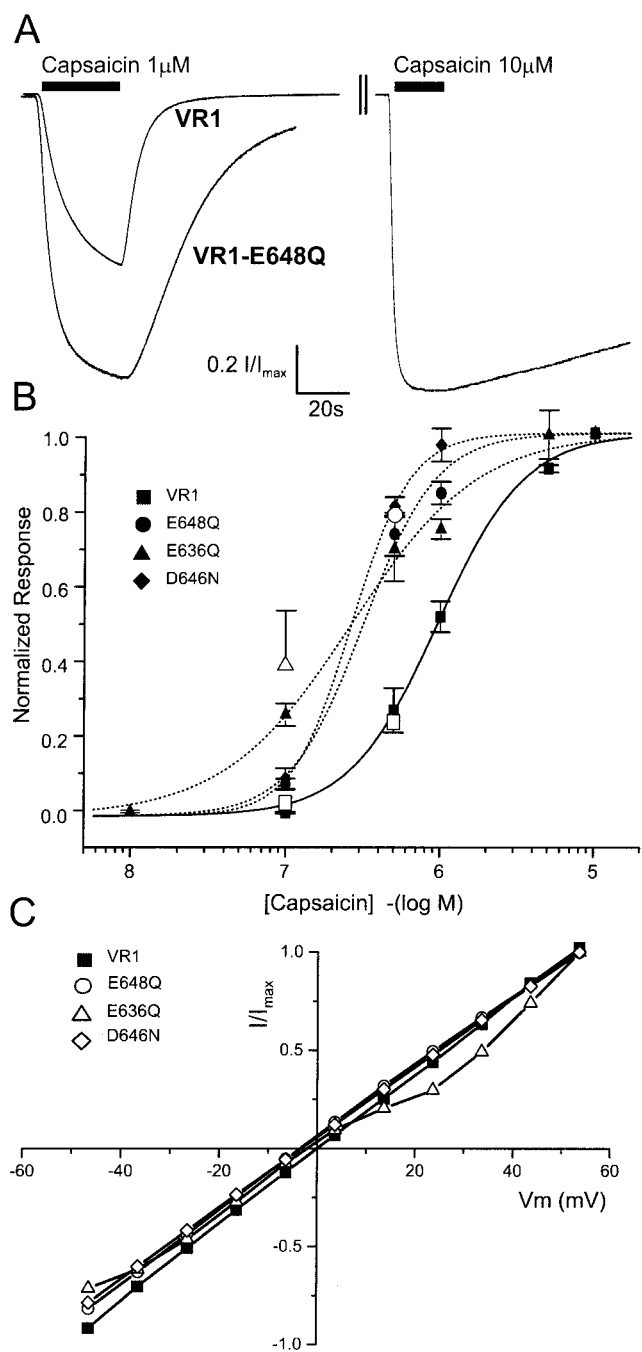 A
Capsaicin 1μM
Capsaicin 10μM
VR1
VR1-E648Q
0.2 I/Imax
20s
B
1.0
0.8
0.6
0.4
0.2
0.0
Normalized Response
VR1
E648Q
E636Q
D646N
8
7
6
5
[Capsaicin] -(log M)
C
VR1
E648Q
E636Q
D646N
I/Imax
1.0
0.5
-60
-40
-20
0
20
40
60
Vm (mV)
-0.5
-1.0